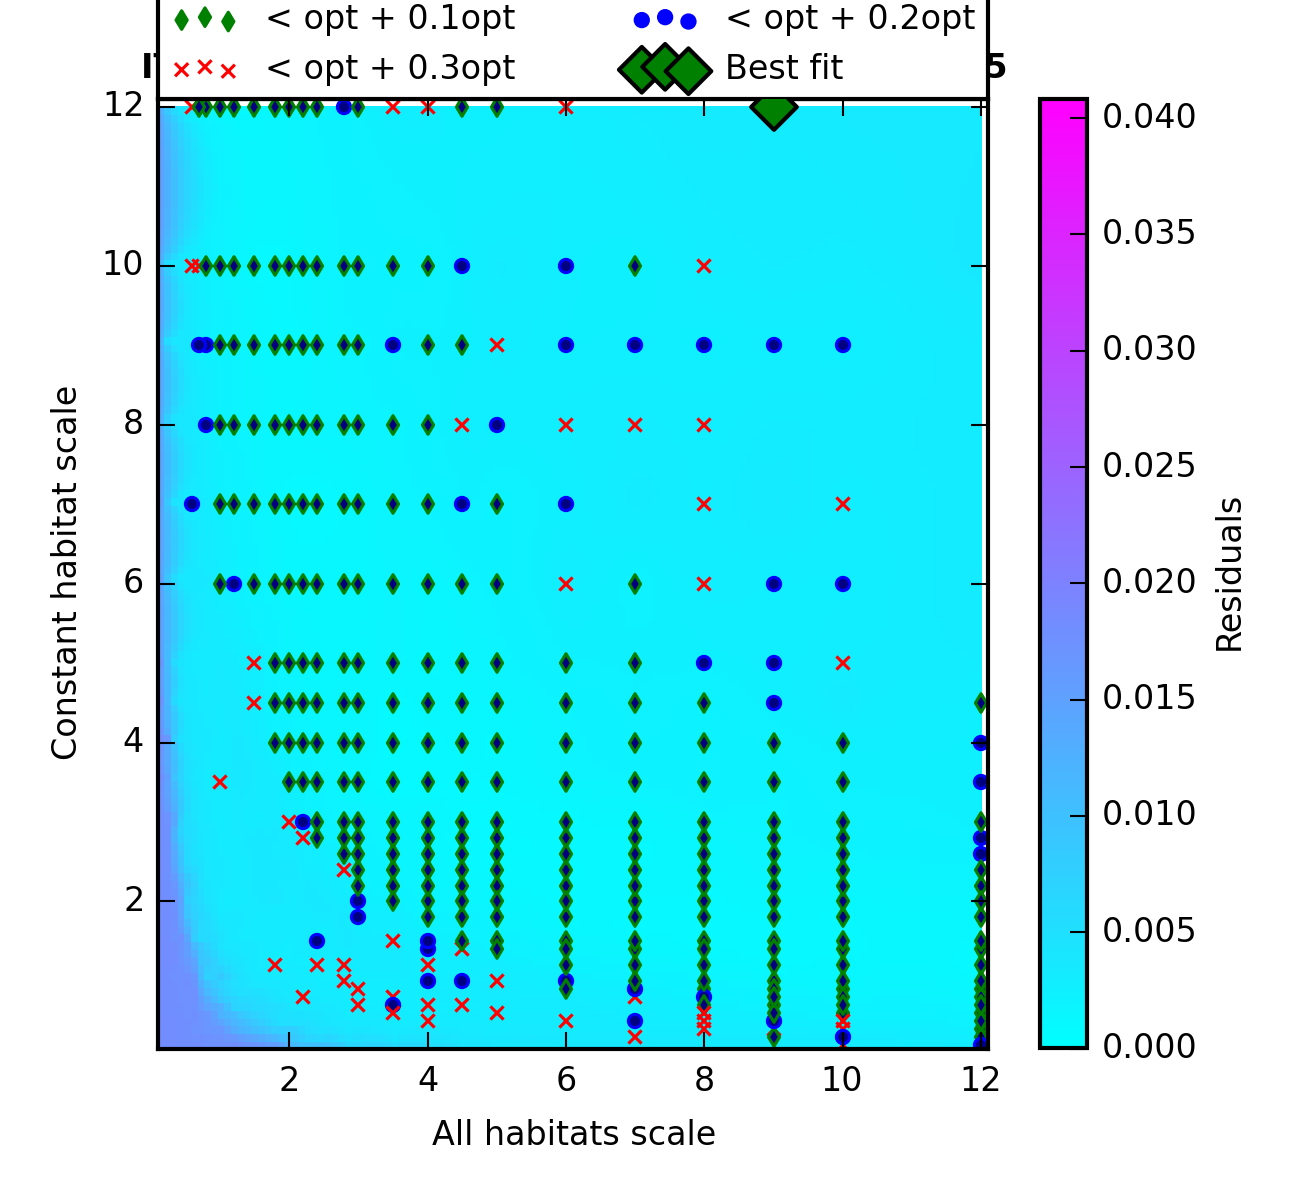 < opt + 0.1opt < opt + 0.2opt
< opt + 0.3opt Best fit
5
12
10
8
6
4
2
Constant habitat scale
2 4 6 8 10 12
All habitats scale
0.040
0.035
0.030
0.025
0.020
0.015
0.010
0.005
0.000
Residuals